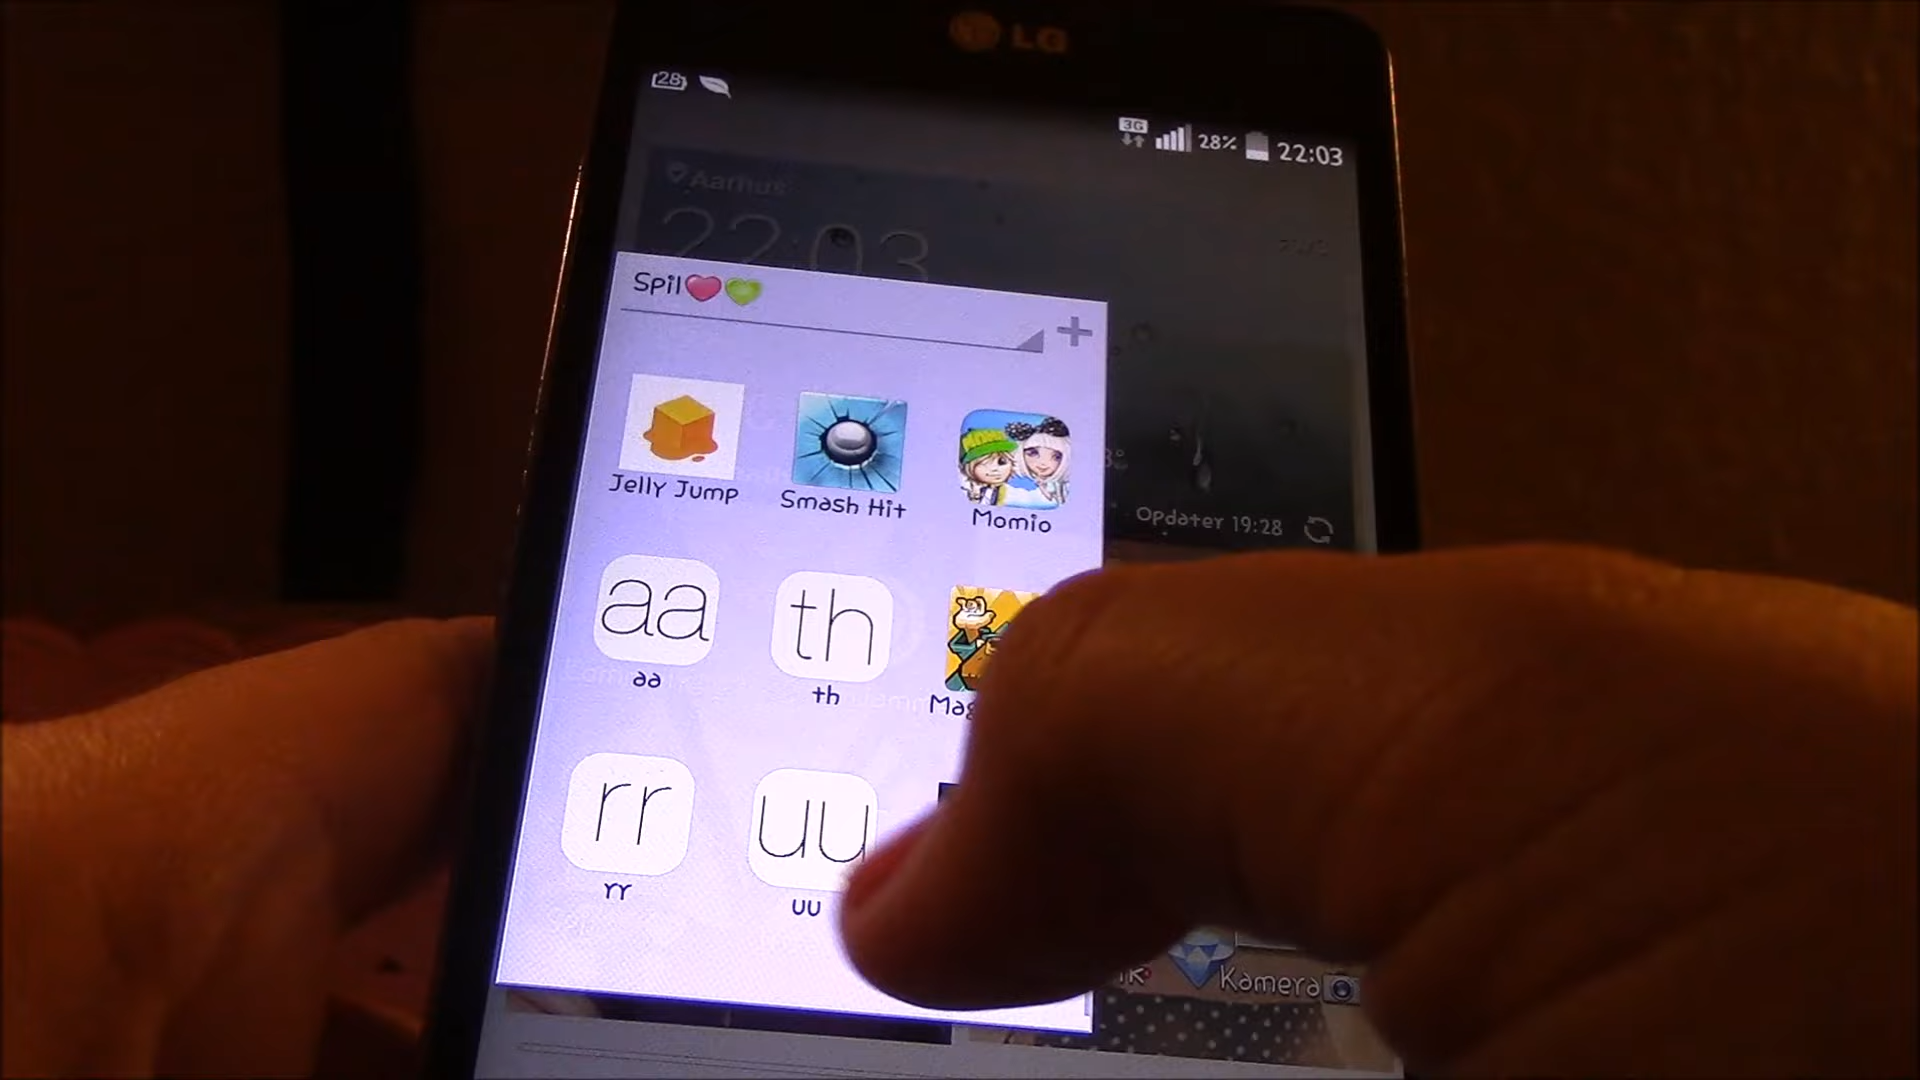 LG
28
3G 28% 22:03
Aarhus
22:03
Spil
Jelly Jump
Smash Hit
Momio
Opdater 19:28
aa
th
aa
th
rr
uu
rr
uu
Kamera